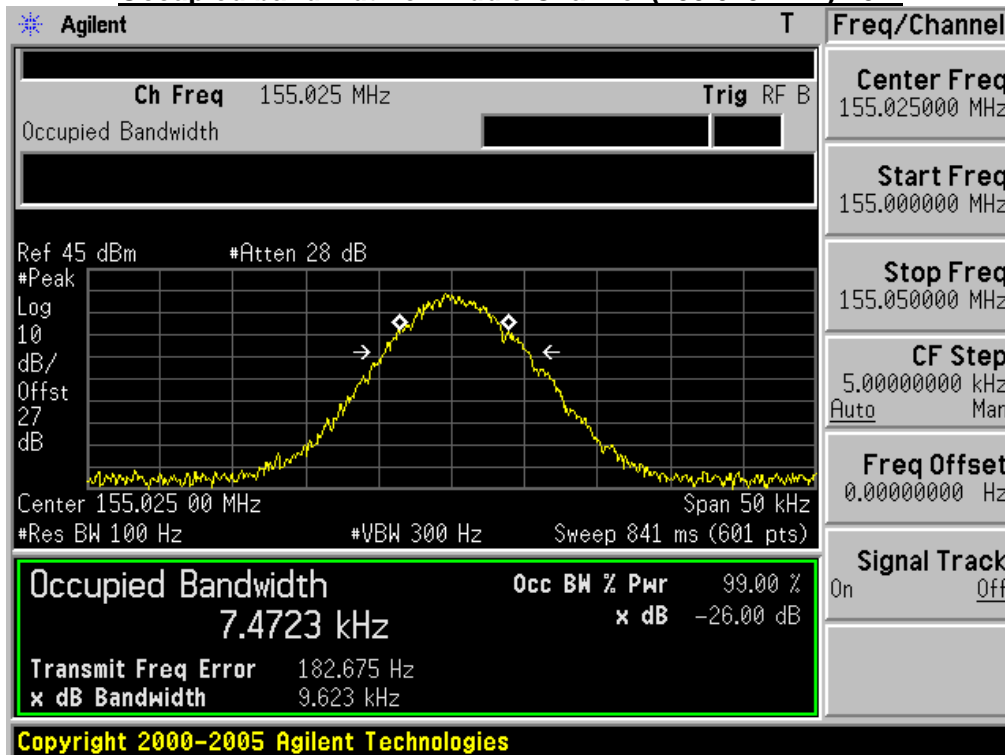 Agilent T Freq/Channel
Ch Freq 155.025 MHz Trig RF B
Occupied Bandwidth
Center Freq
155.025000 MHz
Start Freq
155.000000 MHz
Stop Freq
155.050000 MHz
CF Step
5.00000000 kHz
Auto Man
Freq Offset
0.00000000 Hz
Signal Track
On Off
Ref 45 dBm #Atten 28 dB
#Peak
Log
10
dB/
Offst
27
dB
Center 155.025 00 MHz Span 50 kHz
#Res BW 100 Hz #VBW 300 Hz Sweep 841 ms (601 pts)
Occupied Bandwidth Occ BW % Pwr 99.00 %
7.4723 kHz x dB -26.00 dB
Transmit Freq Error 182.675 Hz
x dB Bandwidth 9.623 kHz
Copyright 2000-2005 Agilent Technologies